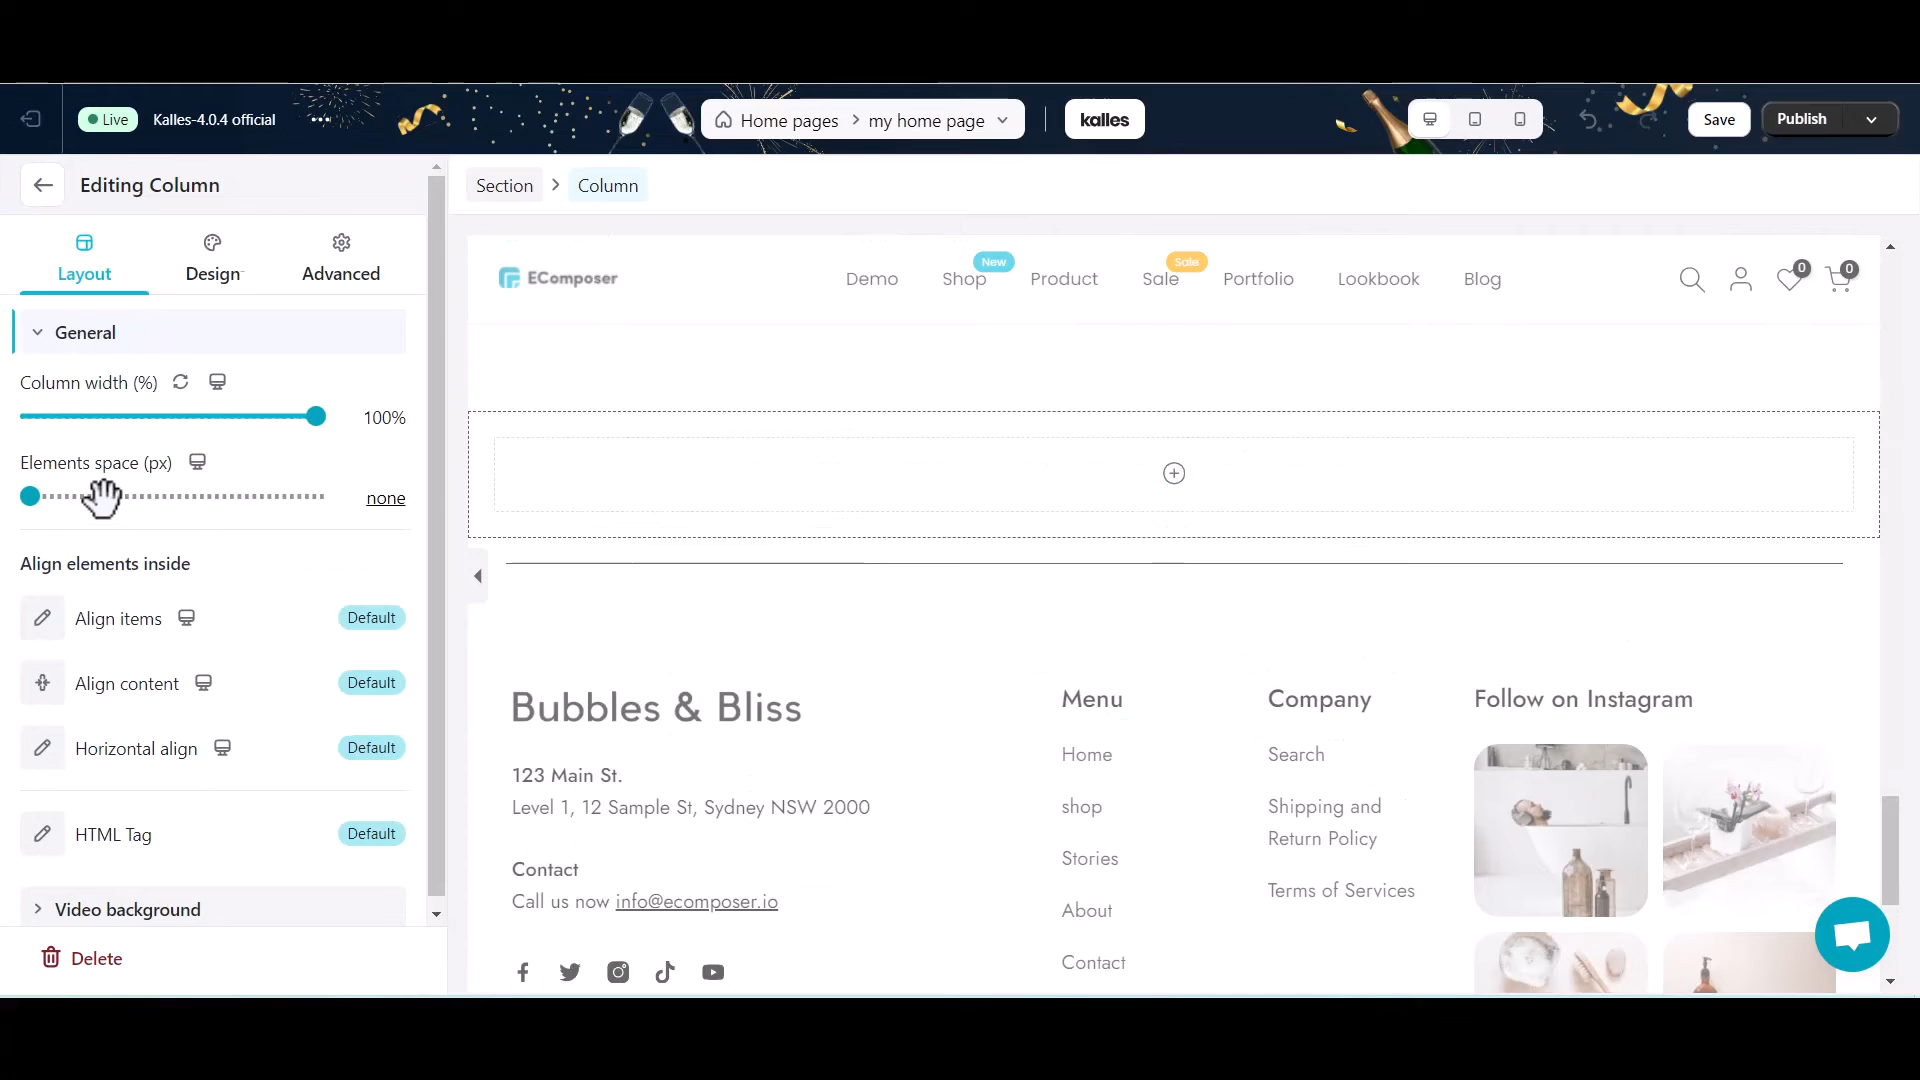 Live
Kalles-4.0.4 official
Home pages
my home page
kalles
Save
Publish
Editing Column
Section
Column
Layout
Design
Advanced
General
Column width (%)
100%
Elements space (px)
none
Align elements inside
Align items
Default
Align content
Default
Horizontal align
Default
HTML Tag
Default
Video background
Delete
EComposer
Demo
Shop
New
Product
Sale
Sale
Portfolio
Lookbook
Blog
0
0
Bubbles & Bliss
123 Main St.
Level 1, 12 Sample St, Sydney NSW 2000
Contact
Call us now info@ecomposer.io
Menu
Home
shop
Stories
About
Contact
Company
Search
Shipping and
Return Policy
Terms of Services
Follow on Instagram